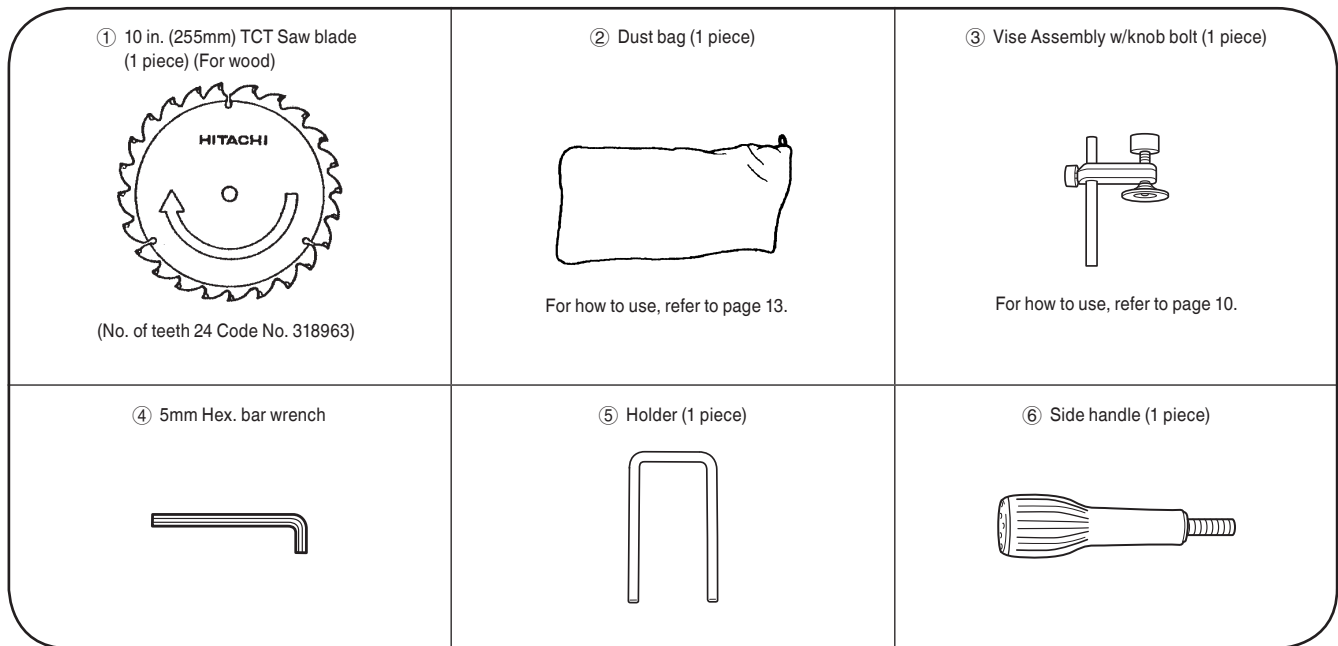 ① 10 in. (255mm) TCT Saw blade
(1 piece) (For wood)
HITACHI
(No. of teeth 24 Code No. 318963)
② Dust bag (1 piece)
For how to use, refer to page 13.
③ Vise Assembly w/knob bolt (1 piece)
For how to use, refer to page 10.
④ 5mm Hex. bar wrench
⑤ Holder (1 piece)
⑥ Side handle (1 piece)